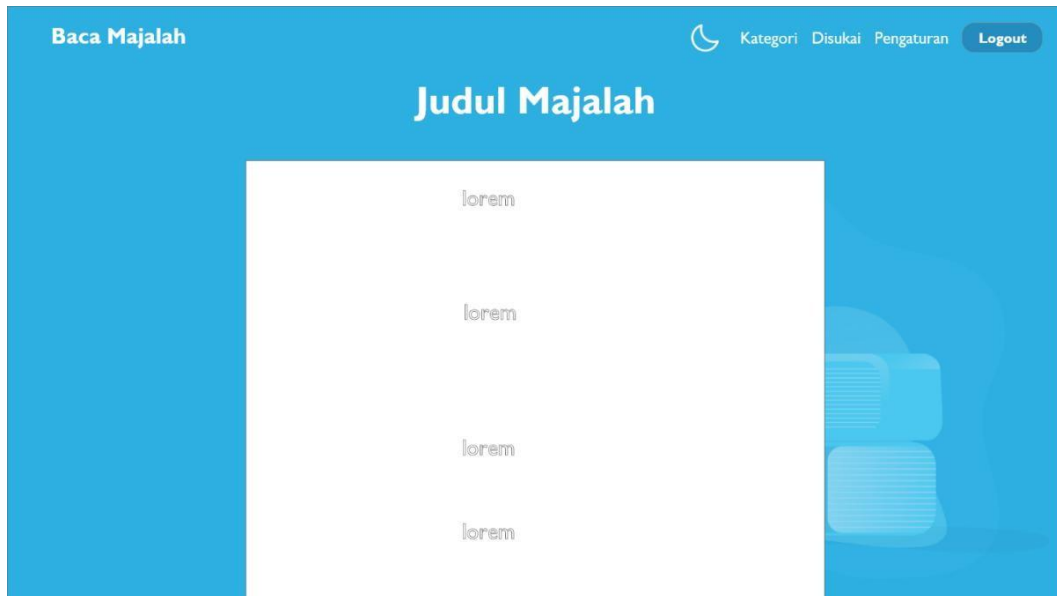 Baca Majalah
Kategori Disukai Pengaturan Logout
Judul Majalah
lorem
lorem
lorem
lorem